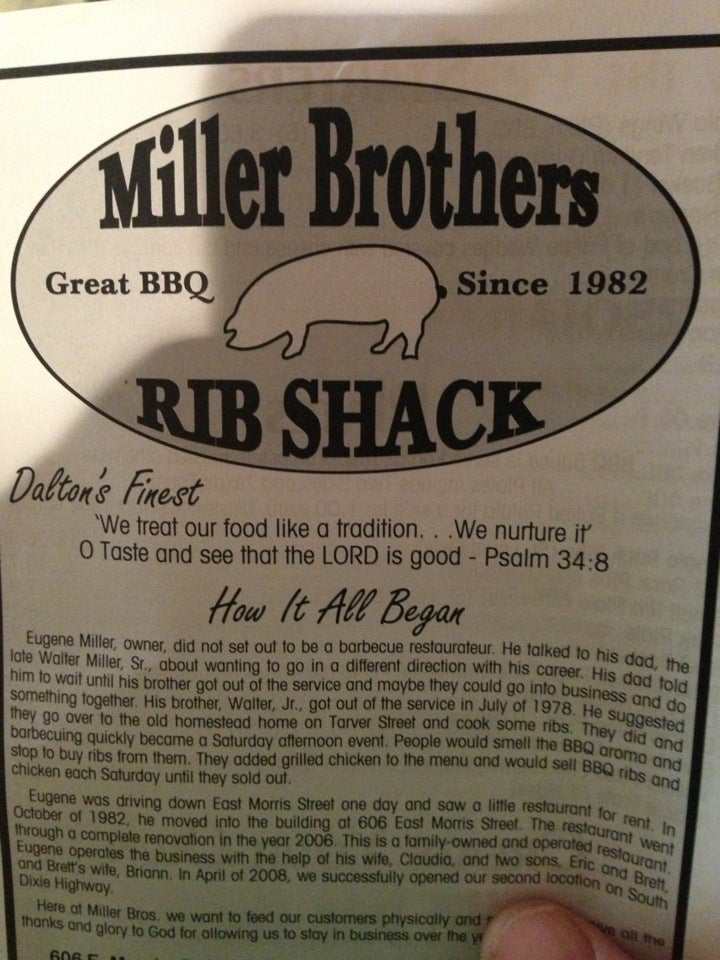 Miller Brothers
Great BBQ Since 1982
RIB SHACK
Dalton's Finest
'We treat our food like a tradition. . .We nurture it'
O Taste and see that the LORD is good - Psalm 34:8
How It All Began
Eugene Miller, owner, did not set out to be a barbecue restaurateur. He talked to his dad, the
late Walter Miller, Sr., about wanting to go in a different direction with his career. His dad told
him to wait until his brother got out of the service and maybe they could go into business and do
something together. His brother, Walter, Jr., got out of the service in July of 1978. He suggested
they go over to the old homestead home on Tarver Street and cook some ribs. They did and
barbecuing quickly became a Saturday afternoon event. People would smell the BBQ aroma and
stop to buy ribs from them. They added grilled chicken to the menu and would sell BBQ ribs and
chicken each Saturday until they sold out.
Eugene was driving down East Morris Street one day and saw a little restaurant for rent. In
October of 1982, he moved into the building at 606 East Morris Street. The restaurant went
through a complete renovation in the year 2006. This is a family-owned and operated restaurant.
Eugene operates the business with the help of his wife, Claudia, and two sons, Eric and Brett,
and Brett's wife, Briann. In April of 2008, we successfully opened our second location on South
Dixie Highway.
Here at Miller Bros. we want to feed our customers physically and all the
thanks and glory to God for allowing us to stay in business over the
606 E.